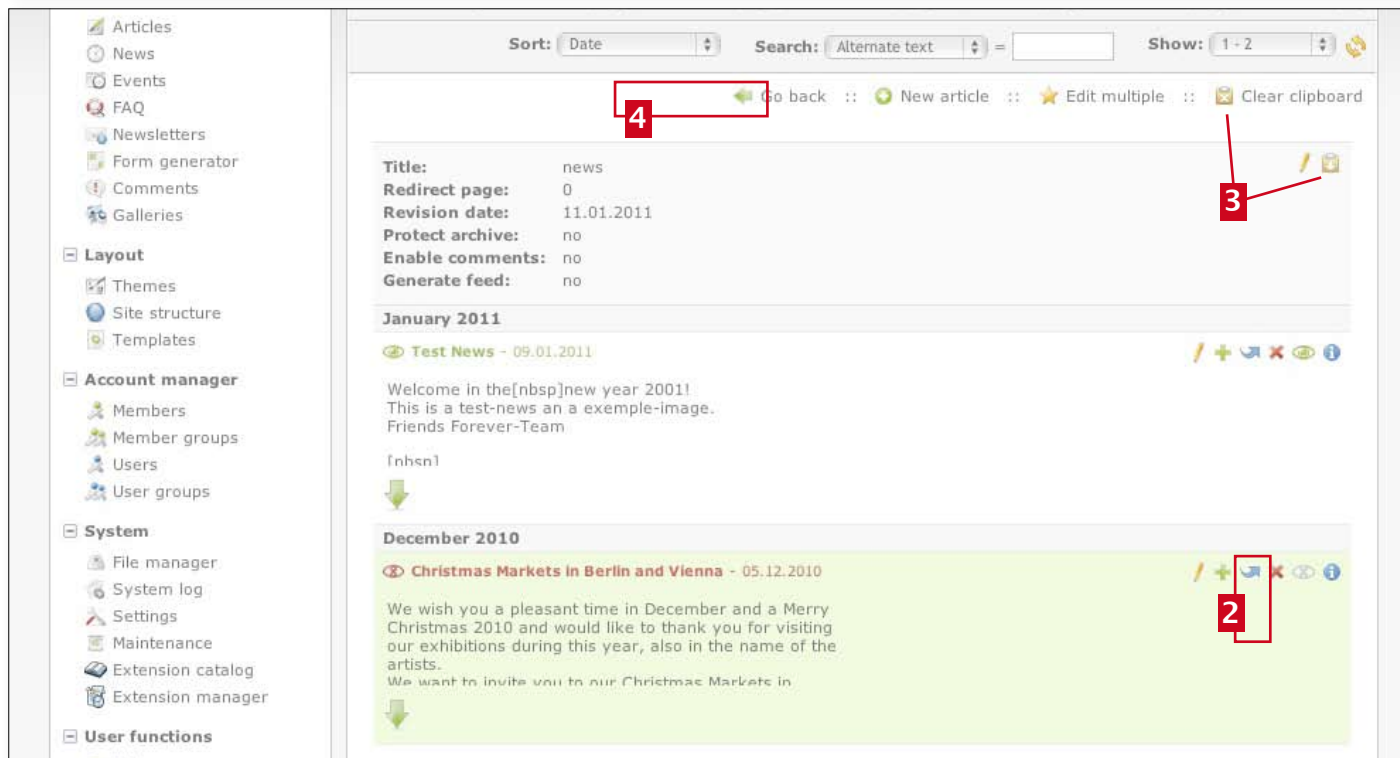 Articles
News
Events
FAQ
Newsletters
Form generator
Comments
Galleries
Layout
Themes
Site structure
Templates
Account manager
Members
Member groups
Users
User groups
System
File manager
System log
Settings
Maintenance
Extension catalog
Extension manager
User functions
Sort: Date Search: Alternate text = Show: 1 - 2
4 Go back :: New article :: Edit multiple :: Clear clipboard
3
Title: news
Redirect page: 0
Revision date: 11.01.2011
Protect archive: no
Enable comments: no
Generate feed: no
January 2011
Test News - 09.01.2011
Welcome in the[nbsp]new year 2001!
This is a test-news an a exemple-image.
Friends Forever-Team
[nbsp]
December 2010
Christmas Markets in Berlin and Vienna - 05.12.2010
2
We wish you a pleasant time in December and a Merry
Christmas 2010 and would like to thank you for visiting
our exhibitions during this year, also in the name of the
artists.
We want to invite you to our Christmas Markets in